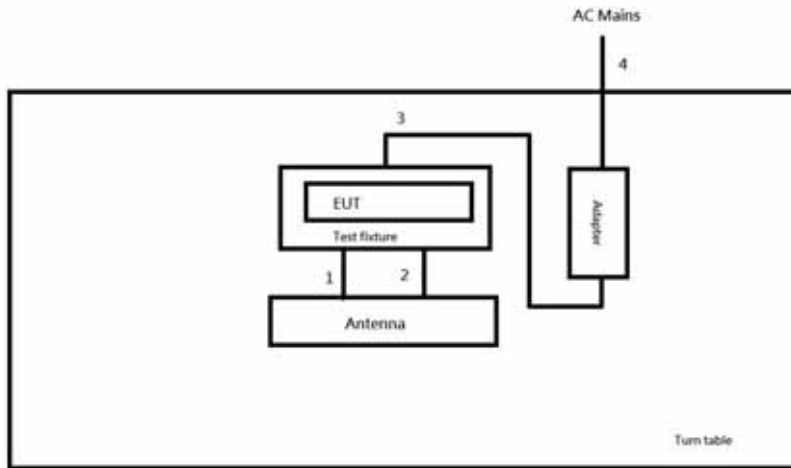 AC Mains
4
3
EUT
Test fixture
Adapter
1
2
Antenna
Turn table